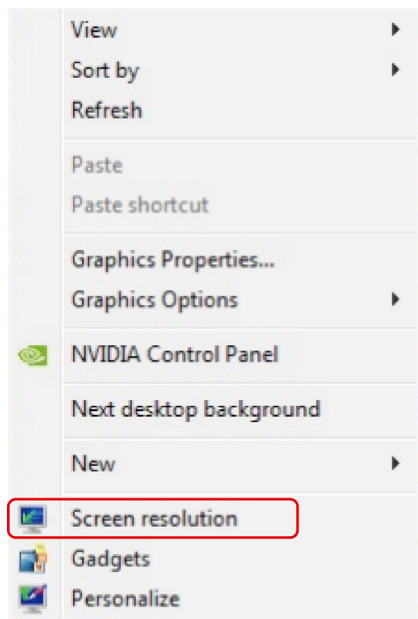 View
Sort by
Refresh
Paste
Paste shortcut
Graphics Properties...
Graphics Options
NVIDIA Control Panel
Next desktop background
New
Screen resolution
Gadgets
Personalize